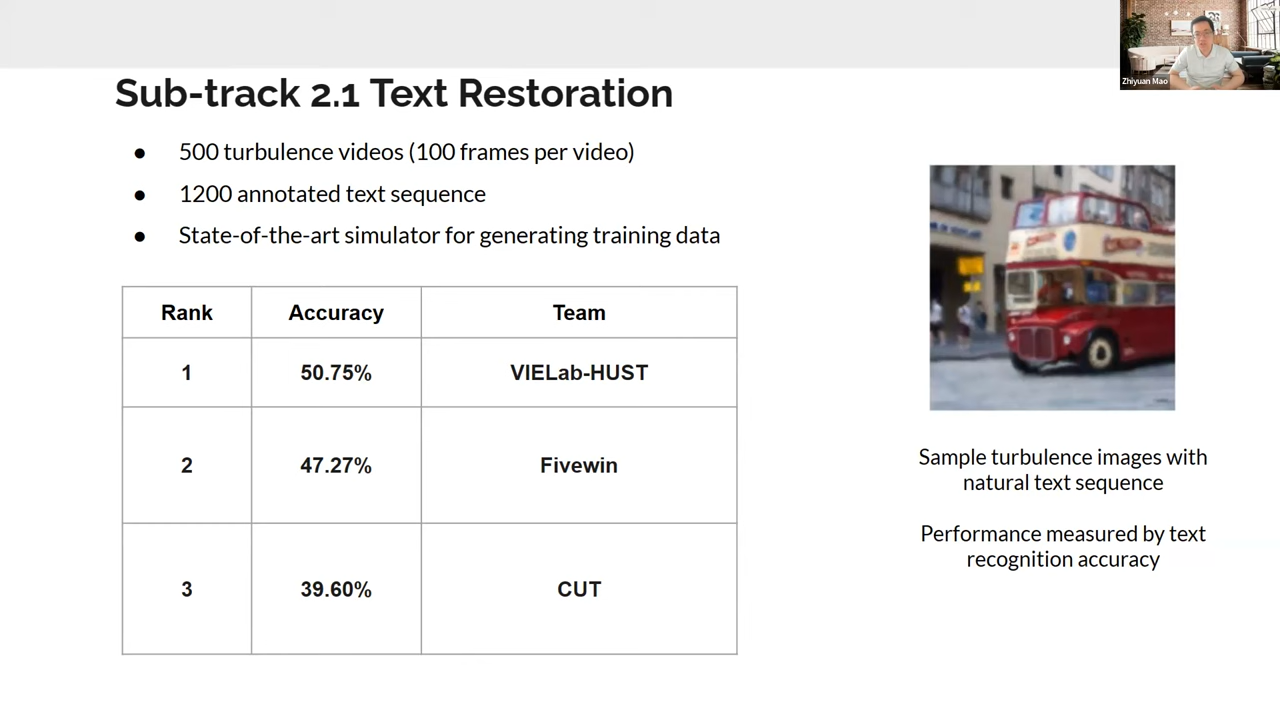 Zhiyuan Mao
Sub-track 2.1 Text Restoration
● 500 turbulence videos (100 frames per video)
● 1200 annotated text sequence
● State-of-the-art simulator for generating training data
Rank Accuracy Team
1 50.75% VIELab-HUST
2 47.27% Fivewin
3 39.60% CUT
Sample turbulence images with
natural text sequence
Performance measured by text
recognition accuracy